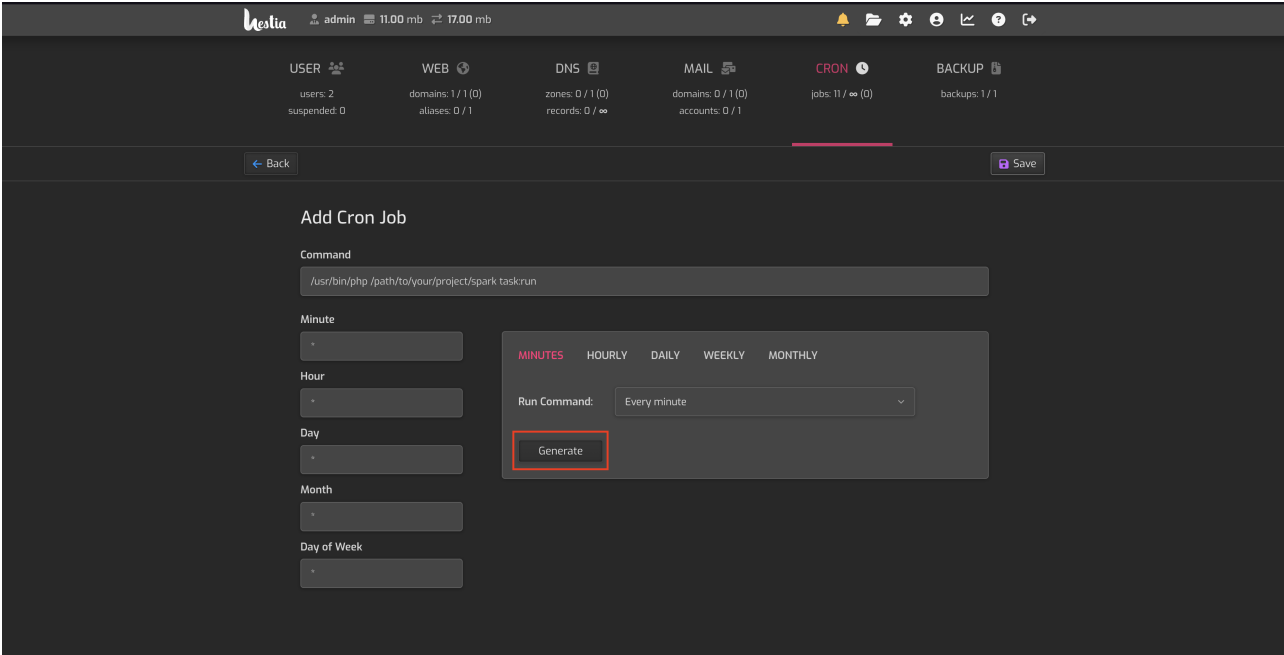 hestia admin 11.00 mb 17.00 mb
USER WEB DNS MAIL CRON BACKUP
users: 2 domains: 1 / 1 (0) zones: 0 / 1 (0) domains: 0 / 1 (0) jobs: 11 / ∞ (0) backups: 1 / 1
suspended: 0 aliases: 0 / 1 records: 0 / ∞ accounts: 0 / 1
← Back Save
Add Cron Job
Command
/usr/bin/php /path/to/your/project/spark task:run
Minute
*
MINUTES HOURLY DAILY WEEKLY MONTHLY
Hour
*
Run Command: Every minute
Day
*
Generate
Month
*
Day of Week
*